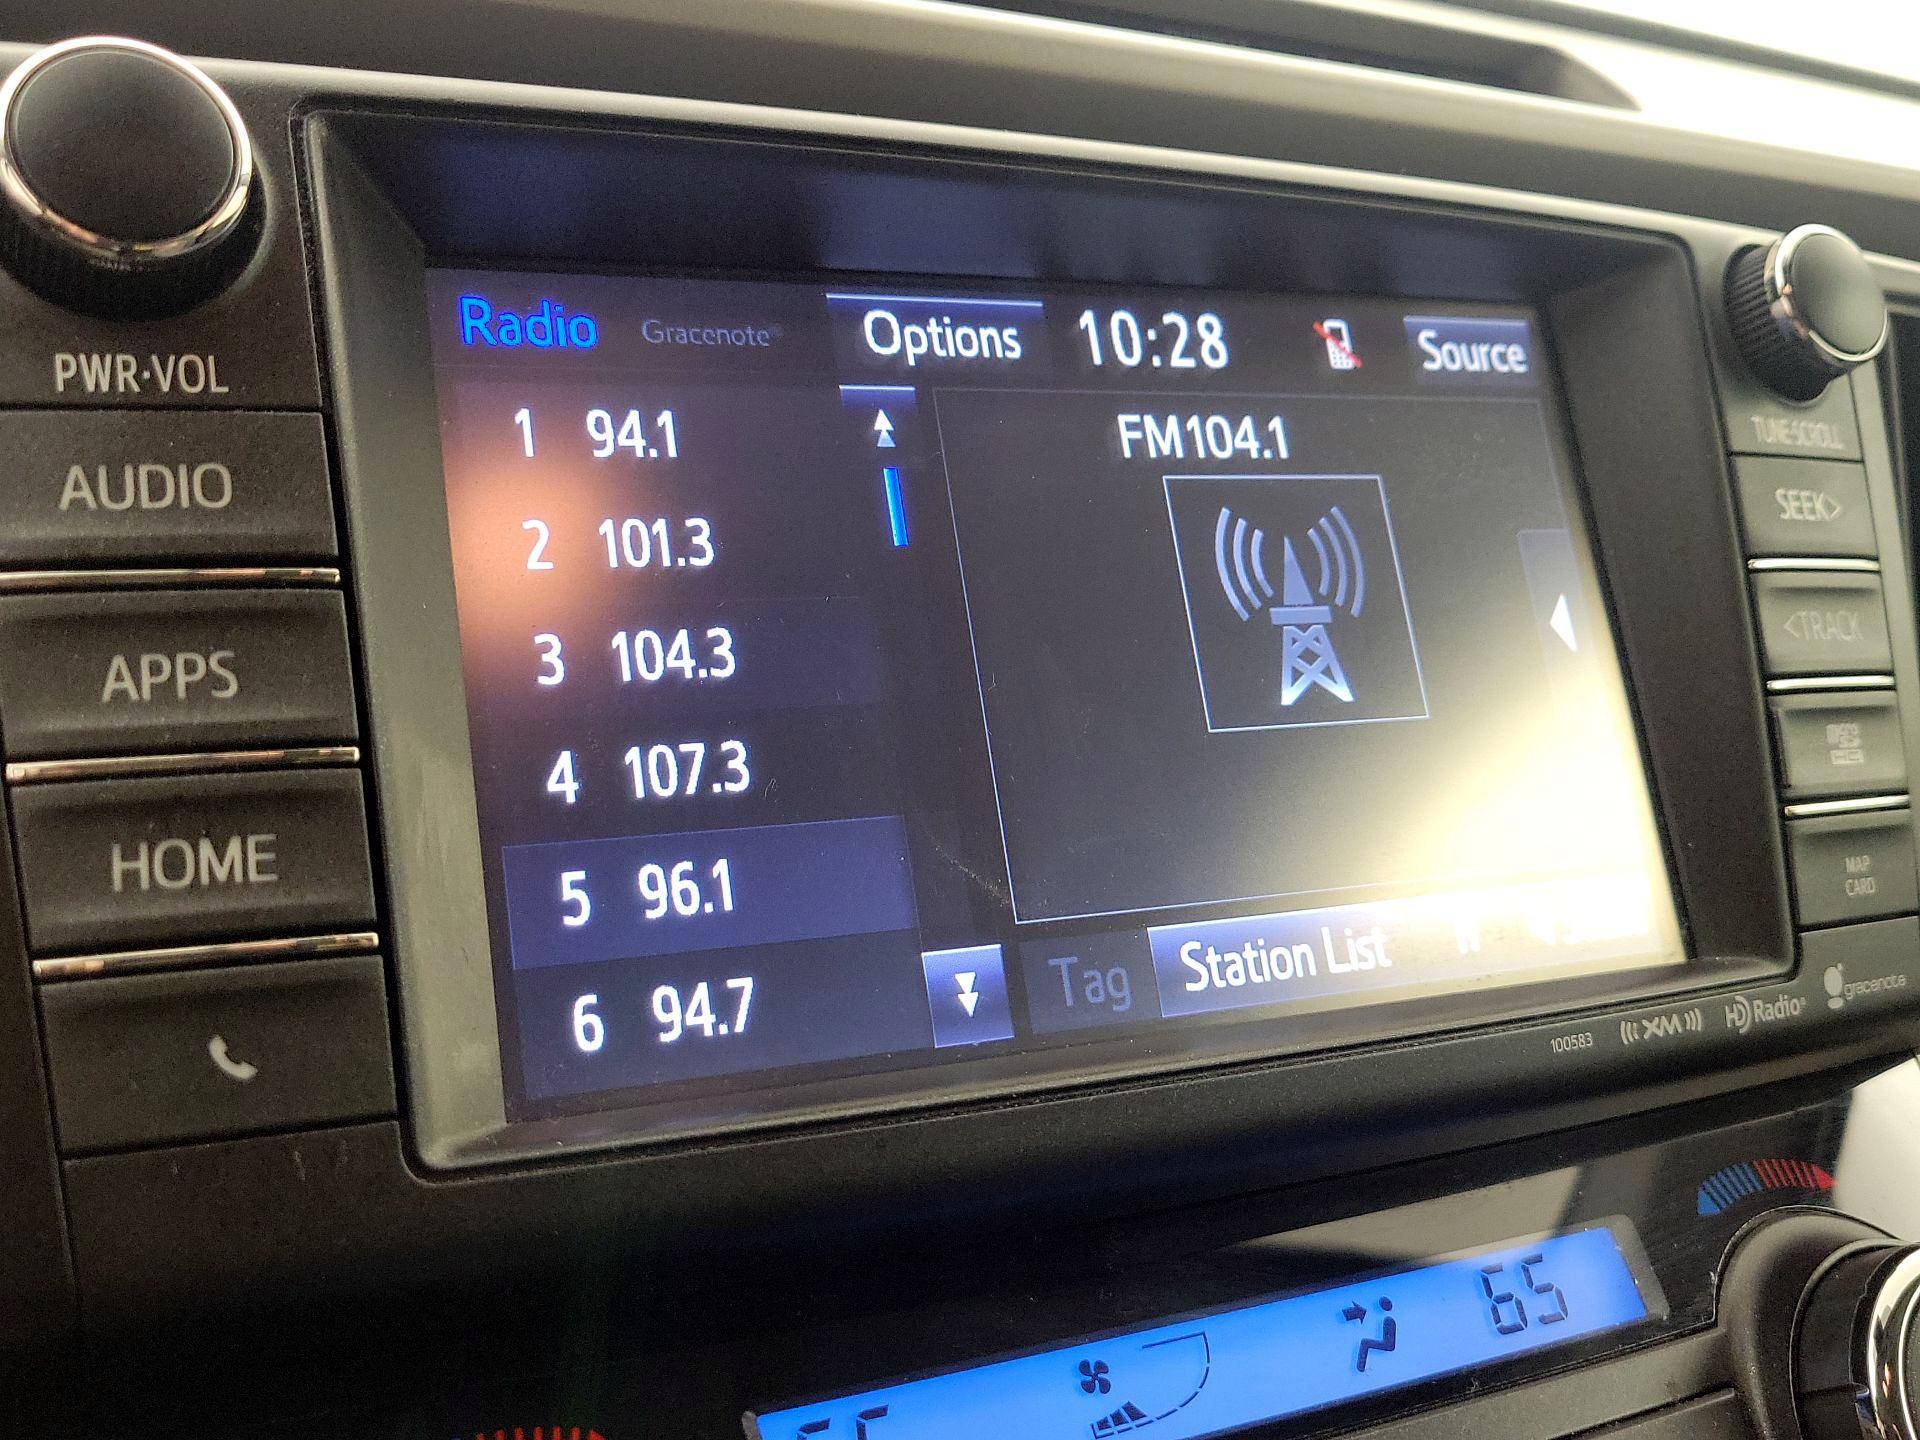 PWR·VOL
AUDIO
APPS
HOME
Radio Gracenote® Options 10:28 Source
1 94.1
2 101.3
3 104.3
4 107.3
5 96.1
6 94.7
FM104.1
Tag Station List
TUNE·SCROLL
SEEK>
<TRACK
MAP
CARD
100583 ((XM)) HD Radio® gracenote
65